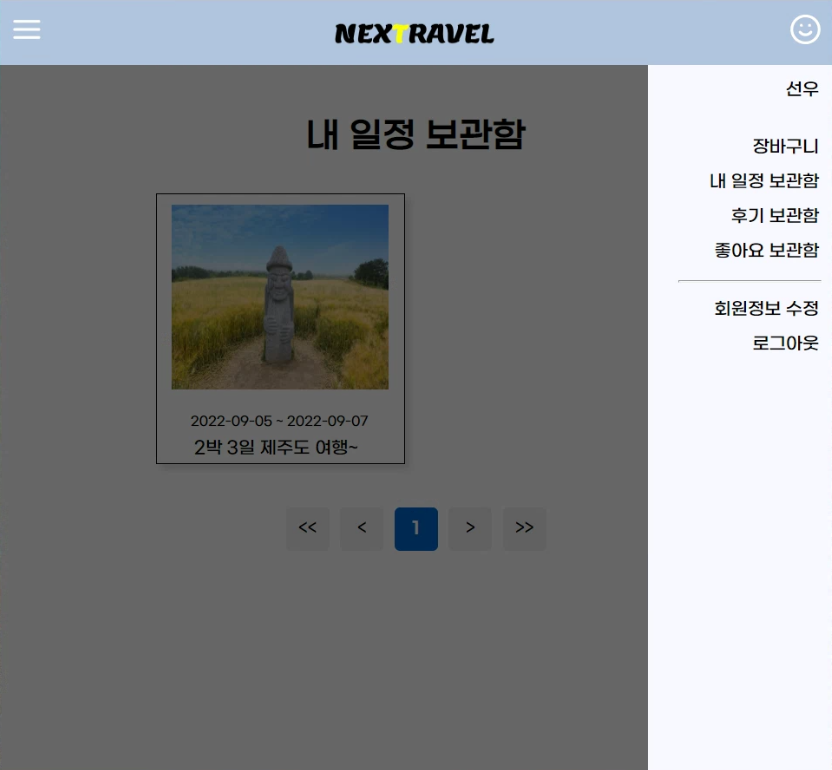 NEXTRAVEL
선우
장바구니
내 일정 보관함
후기 보관함
좋아요 보관함
회원정보 수정
로그아웃
내 일정 보관함
2022-09-05 ~ 2022-09-07
2박 3일 제주도 여행~
<< < 1 > >>